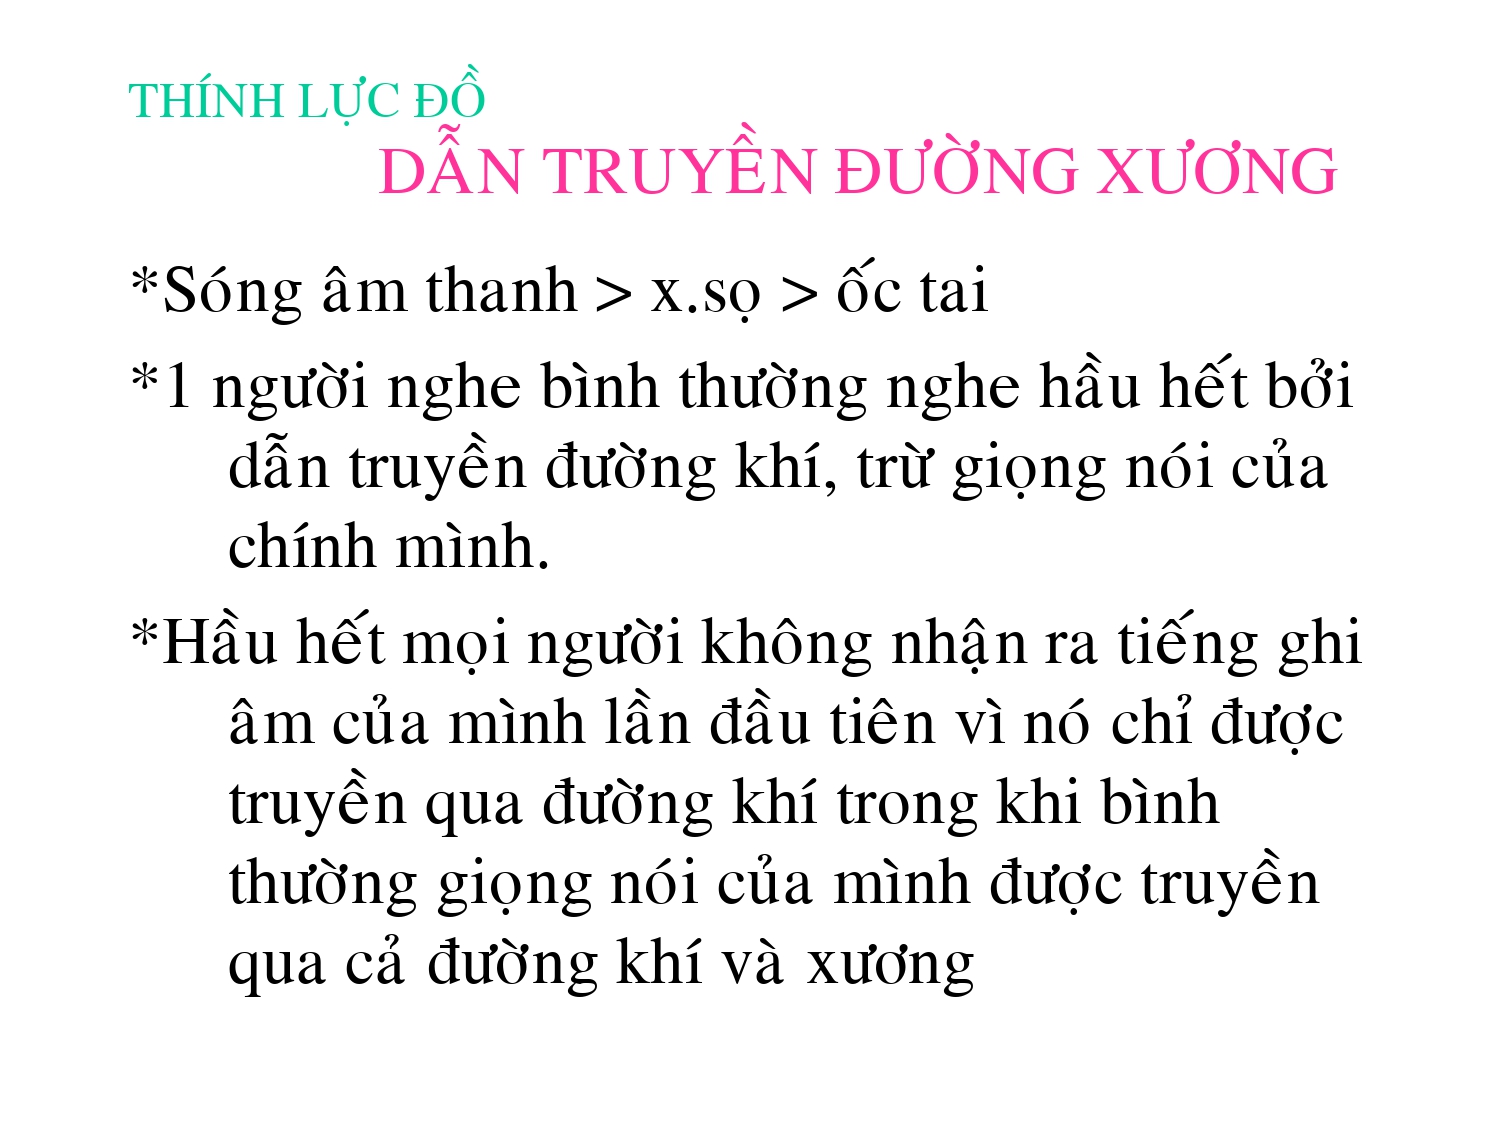 THÍNH LỰC ĐỒ
DẪN TRUYỀN ĐƯỜNG XƯƠNG
*Sóng âm thanh > x.sọ > ốc tai
*1 người nghe bình thường nghe hầu hết bởi
dẫn truyền đường khí, trừ giọng nói của
chính mình.
*Hầu hết mọi người không nhận ra tiếng ghi
âm của mình lần đầu tiên vì nó chỉ được
truyền qua đường khí trong khi bình
thường giọng nói của mình được truyền
qua cả đường khí và xương